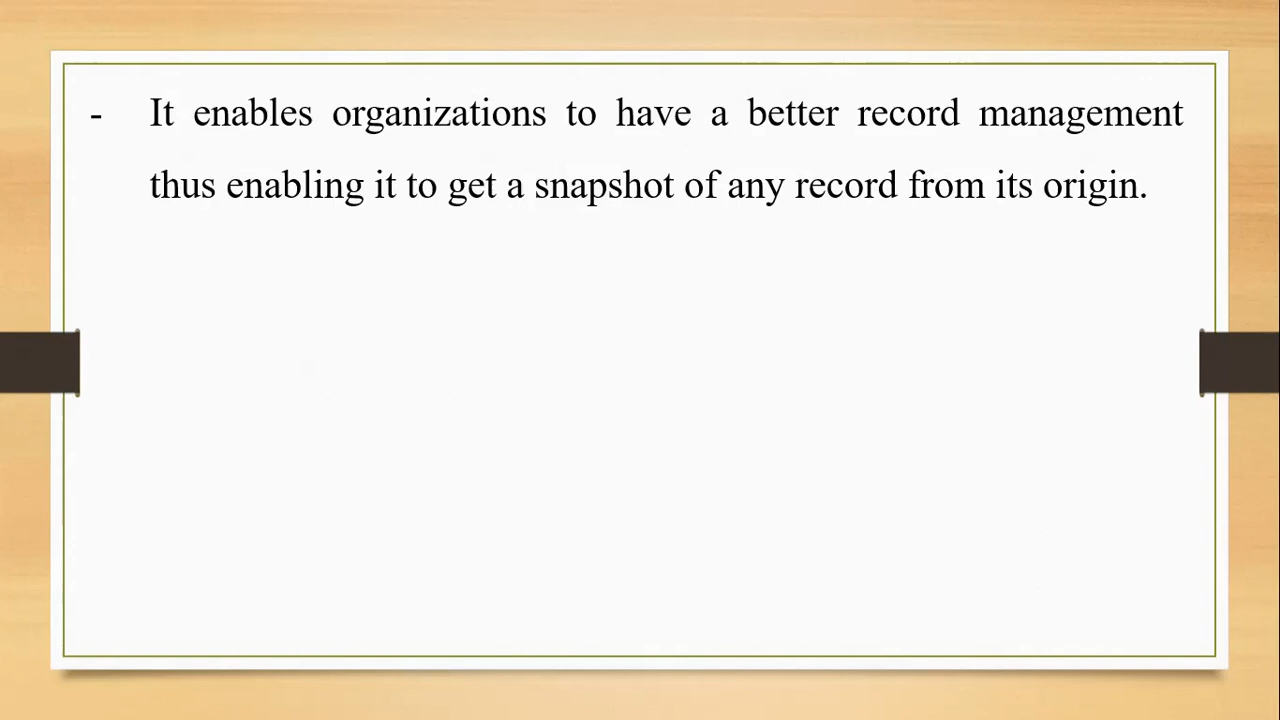 - It enables organizations to have a better record management
thus enabling it to get a snapshot of any record from its origin.